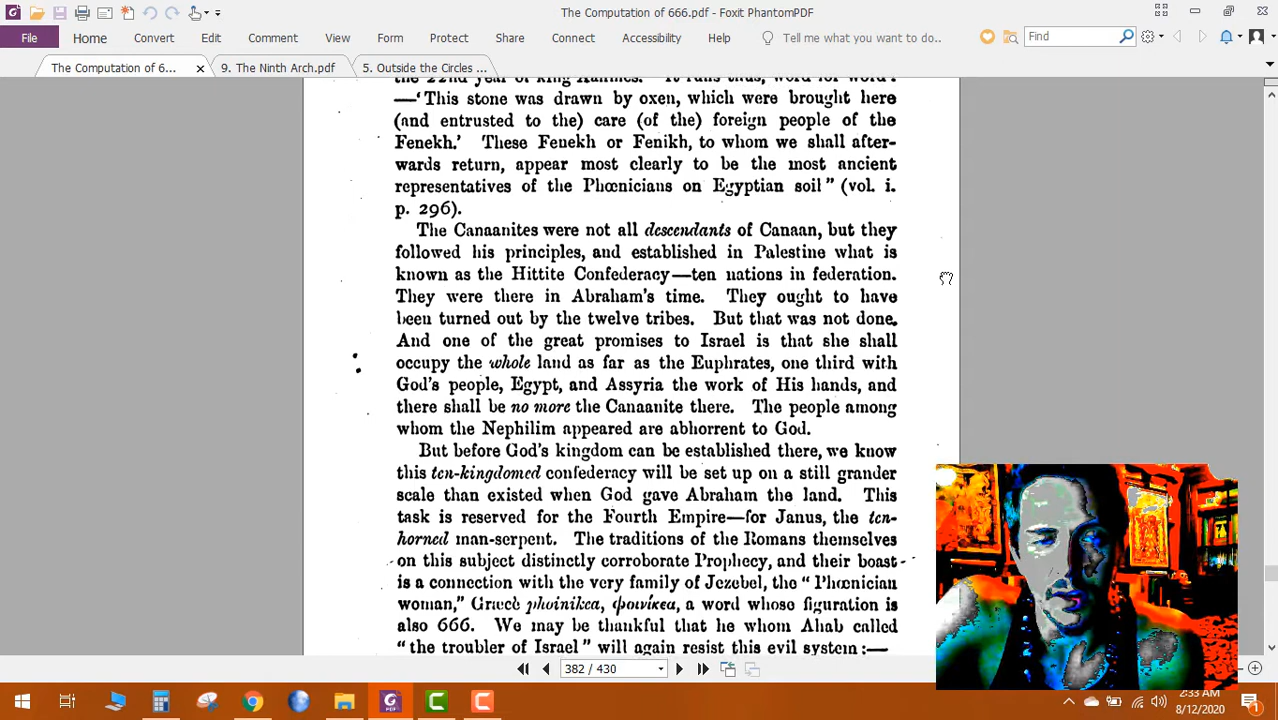 The Computation of 666.pdf - Foxit PhantomPDF
File Home Convert Edit Comment View Form Protect Share Connect Accessibility Help Tell me what you want to do.. Find
The Computation of 6... 9. The Ninth Arch.pdf 5. Outside the Circles ...
the 22nd year of king It runs thus, word for word:
—‘This stone was drawn by oxen, which were brought here
(and entrusted to the) care (of the) foreign people of the
Fenekh.’ These Fenekh or Fenikh, to whom we shall after-
wards return, appear most clearly to be the most ancient
representatives of the Phœnicians on Egyptian soil” (vol. i.
p. 296).
The Canaanites were not all descendants of Canaan, but they
followed his principles, and established in Palestine what is
known as the Hittite Confederacy—ten nations in federation.
They were there in Abraham's time. They ought to have
been turned out by the twelve tribes. But that was not done.
And one of the great promises to Israel is that she shall
occupy the whole land as far as the Euphrates, one third with
God's people, Egypt, and Assyria the work of His hands, and
there shall be no more the Canaanite there. The people among
whom the Nephilim appeared are abhorrent to God.
But before God's kingdom can be established there, we know
this ten-kingdomed confederacy will be set up on a still grander
scale than existed when God gave Abraham the land. This
task is reserved for the Fourth Empire—for Janus, the ten-
horned man-serpent. The traditions of the Romans themselves
on this subject distinctly corroborate Prophecy, and their boast
is a connection with the very family of Jezebel, the “Phœnician
woman,” Greek phoinikea, φοινίκεα, a word whose figuration is
also 666. We may be thankful that he whom Ahab called
“the troubler of Israel” will again resist this evil system:—
382 / 430
2:33 AM
8/12/2020
1